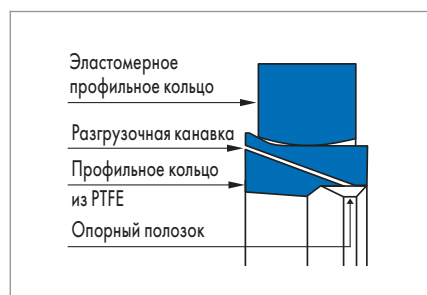 Эластомерное
профильное кольцо
Разгрузочная канавка
Профильное кольцо
из PTFE
Опорный полозок